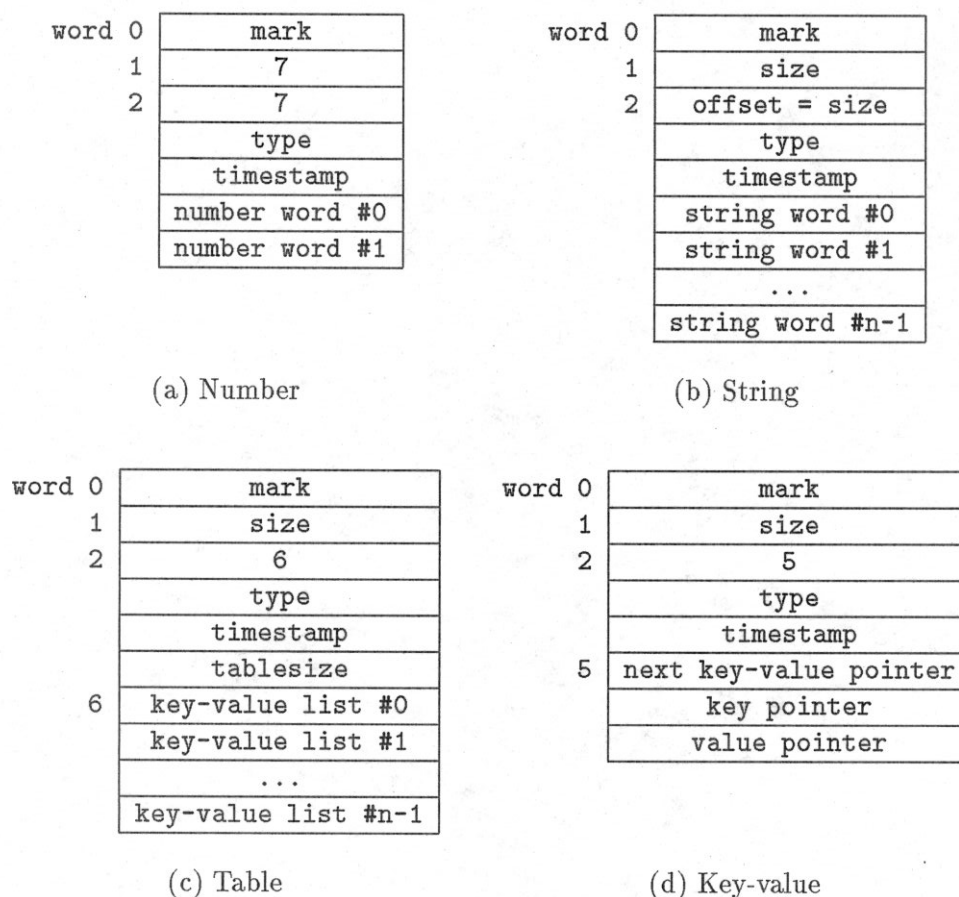 word 0 mark
1 7
2 7
type
timestamp
number word #0
number word #1
(a) Number
word 0 mark
1 size
2 offset = size
type
timestamp
string word #0
string word #1
...
string word #n-1
(b) String
word 0 mark
1 size
2 6
type
timestamp
tablesize
6 key-value list #0
key-value list #1
...
key-value list #n-1
(c) Table
word 0 mark
1 size
2 5
type
timestamp
5 next key-value pointer
key pointer
value pointer
(d) Key-value